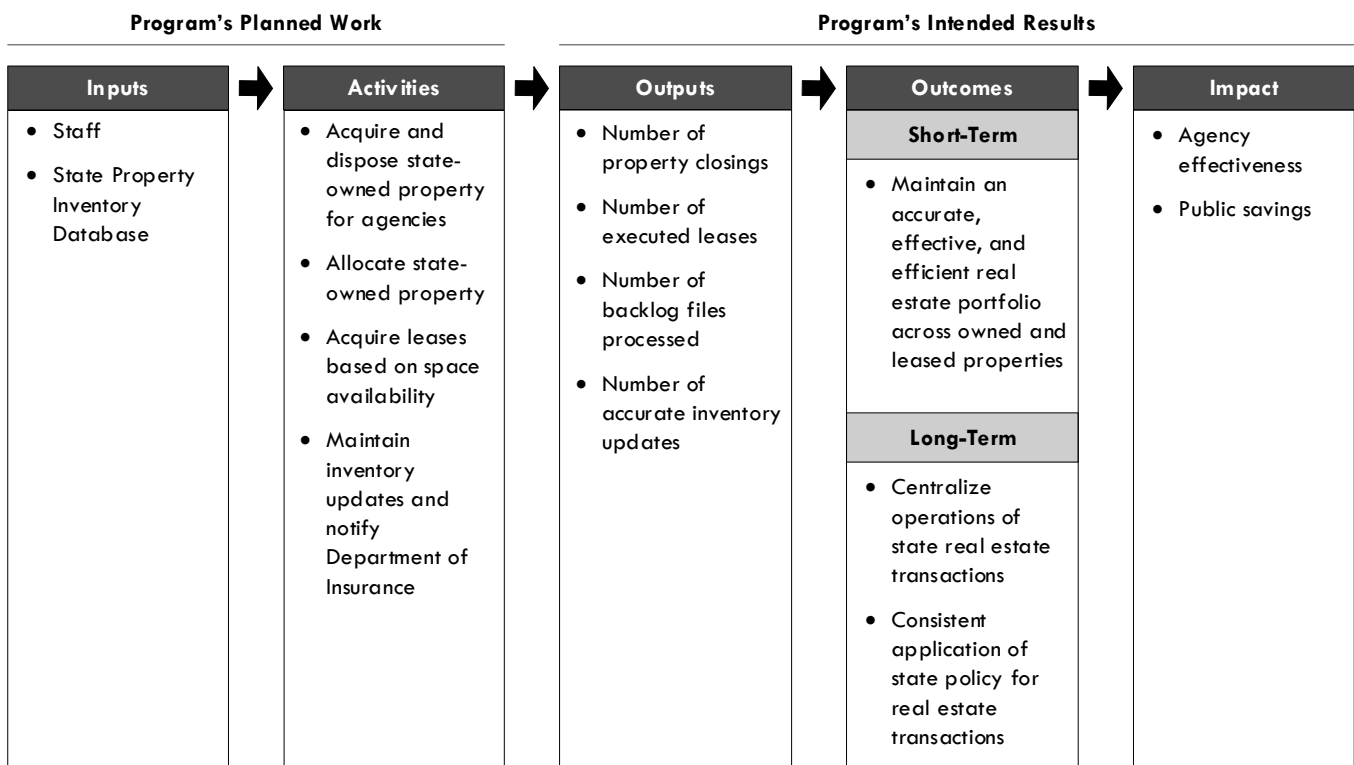 Program's Planned Work
Program's Intended Results
Inputs
• Staff
• State Property
Inventory
Database
Activities
• Acquire and
dispose state-
owned property
for agencies
• Allocate state-
owned property
• Acquire leases
based on space
availability
• Maintain
inventory
updates and
notify
Department of
Insurance
Outputs
• Number of
property closings
• Number of
executed leases
• Number of
backlog files
processed
• Number of
accurate inventory
updates
Outcomes
Short-Term
• Maintain an
accurate,
effective, and
efficient real
estate portfolio
across owned and
leased properties
Long-Term
• Centralize
operations of
state real estate
transactions
• Consistent
application of
state policy for
real estate
transactions
Impact
• Agency
effectiveness
• Public savings